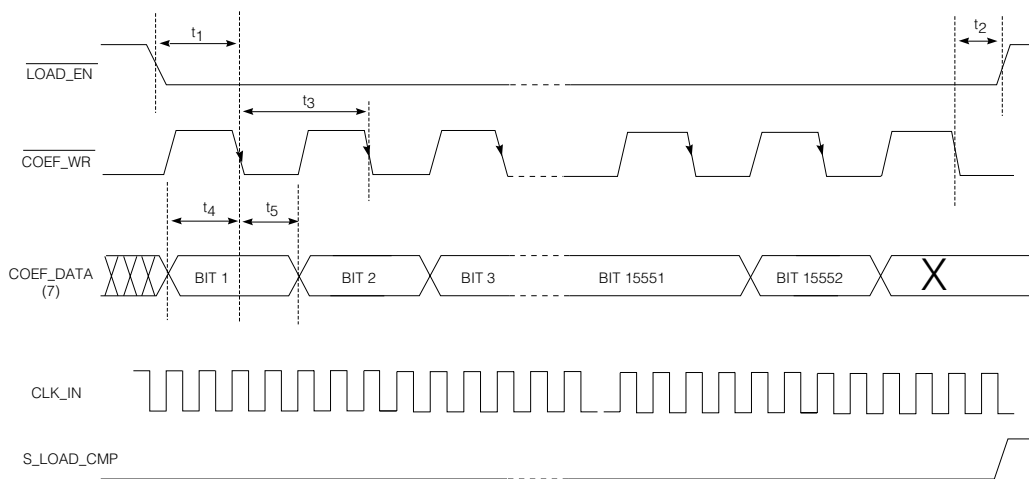 t1
t2
LOAD_EN
t3
COEF_WR
t4
t5
COEF_DATA
(7)
BIT 1
BIT 2
BIT 3
BIT 15551
BIT 15552
X
CLK_IN
S_LOAD_CMP